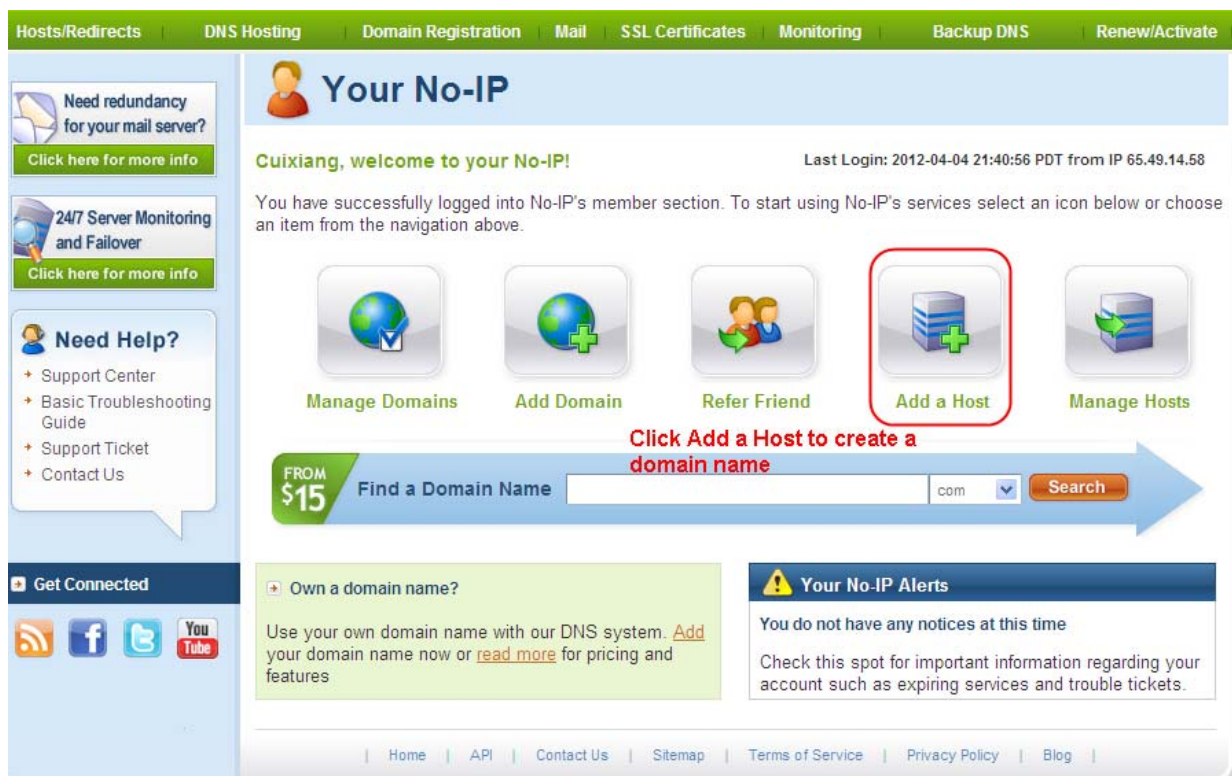 Hosts/Redirects | DNS Hosting | Domain Registration | Mail | SSL Certificates | Monitoring | Backup DNS | Renew/Activate
Need redundancy
for your mail server?
Click here for more info
24/7 Server Monitoring
and Failover
Click here for more info
Need Help?
Support Center
Basic Troubleshooting
Guide
Support Ticket
Contact Us
Get Connected
You
Tube
Your No-IP
Cuixiang, welcome to your No-IP!
Last Login: 2012-04-04 21:40:56 PDT from IP 65.49.14.58
You have successfully logged into No-IP's member section. To start using No-IP's services select an icon below or choose
an item from the navigation above.
Manage Domains
Add Domain
Refer Friend
Add a Host
Manage Hosts
Click Add a Host to create a
domain name
FROM
$15
Find a Domain Name
com
Search
Own a domain name?
Use your own domain name with our DNS system. Add
your domain name now or read more for pricing and
features
Your No-IP Alerts
You do not have any notices at this time
Check this spot for important information regarding your
account such as expiring services and trouble tickets.
| Home | API | Contact Us | Sitemap | Terms of Service | Privacy Policy | Blog |